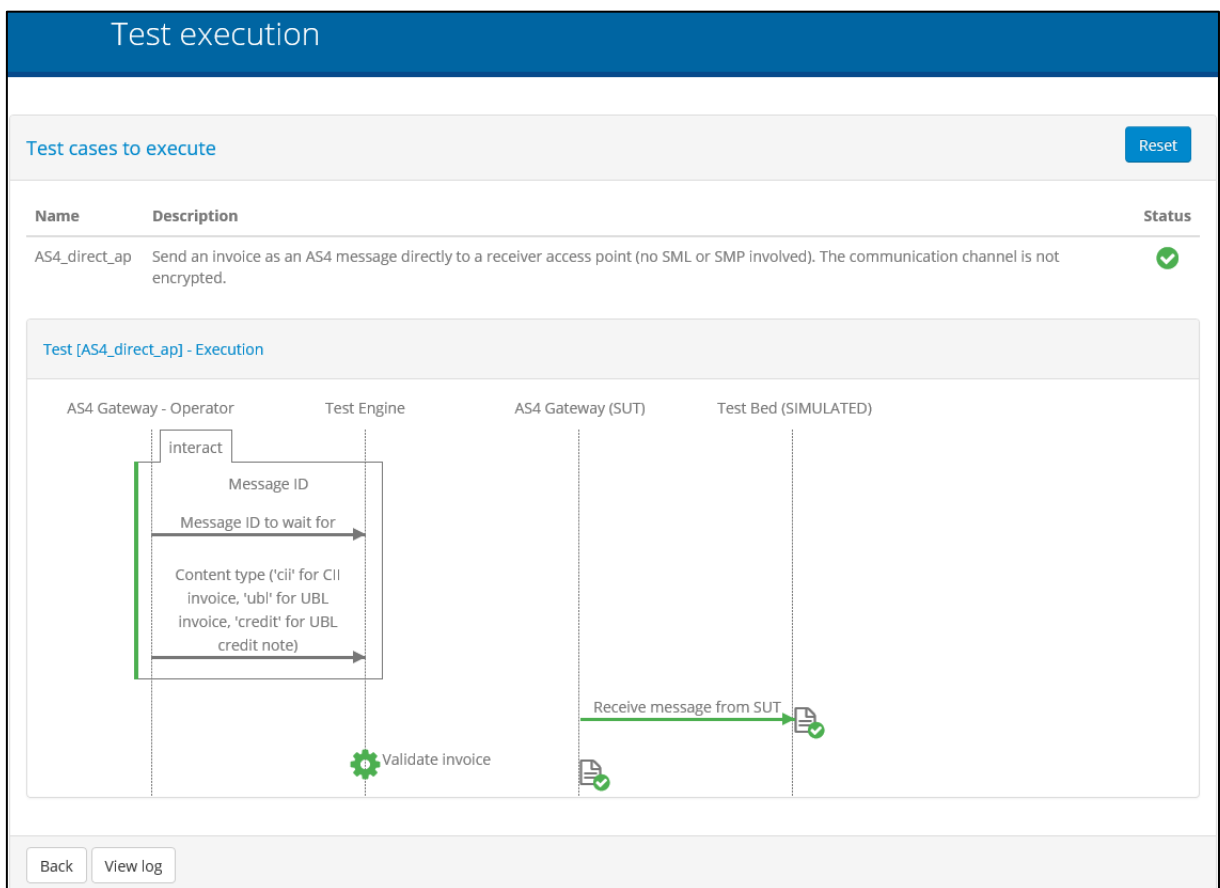 Test execution
Test cases to execute
Reset
Name Description Status
AS4_direct_ap Send an invoice as an AS4 message directly to a receiver access point (no SML or SMP involved). The communication channel is not
encrypted.
Test [AS4_direct_ap] - Execution
AS4 Gateway - Operator Test Engine AS4 Gateway (SUT) Test Bed (SIMULATED)
interact
Message ID
Message ID to wait for
Content type ('cii' for CII
invoice, 'ubl' for UBL
invoice, 'credit' for UBL
credit note)
Receive message from SUT
Validate invoice
Back View log